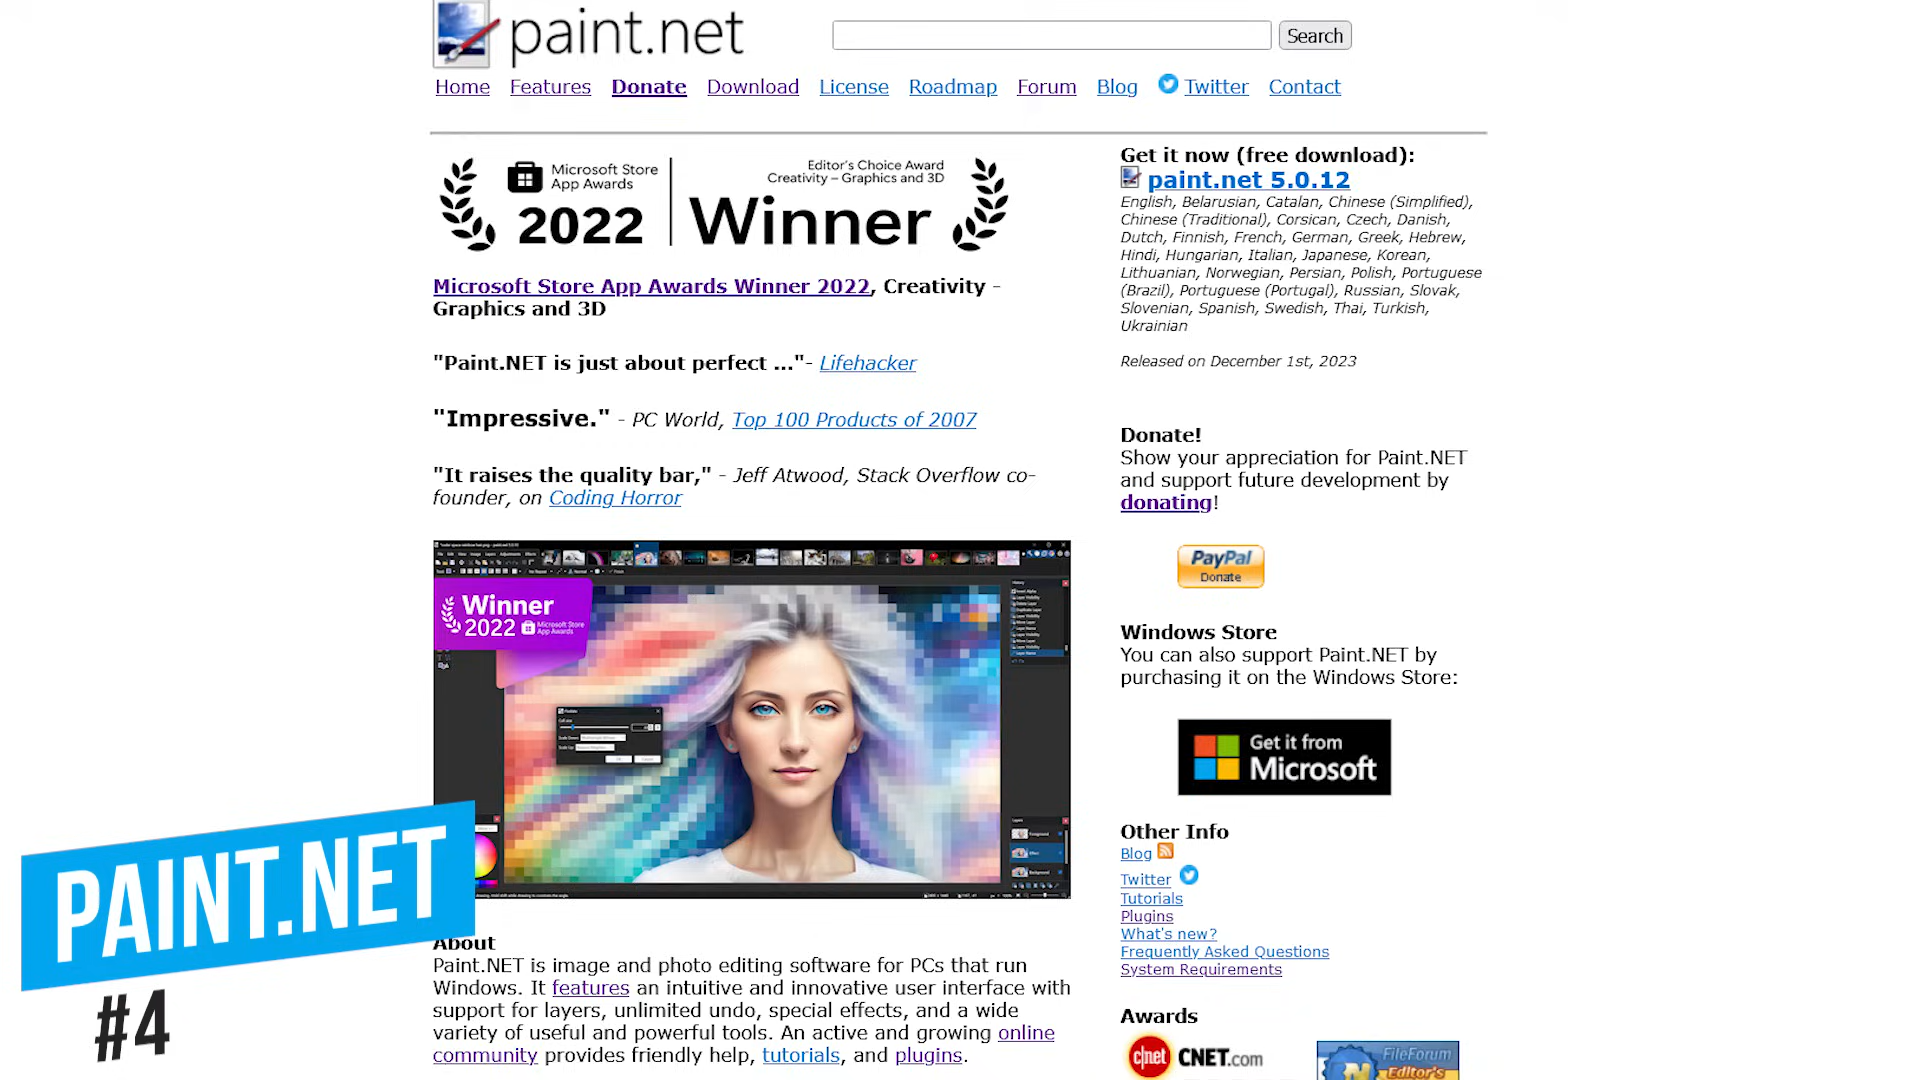 paint.net
Search
Home Features Donate Download License Roadmap Forum Blog Twitter Contact
Microsoft Store
App Awards
2022
Editor's Choice Award
Creativity – Graphics and 3D
Winner
Microsoft Store App Awards Winner 2022, Creativity -
Graphics and 3D
"Paint.NET is just about perfect ..."- Lifehacker
"Impressive." - PC World, Top 100 Products of 2007
"It raises the quality bar," - Jeff Atwood, Stack Overflow co-
founder, on Coding Horror
Winner
2022 Microsoft Store
App Awards
About
Paint.NET is image and photo editing software for PCs that run
Windows. It features an intuitive and innovative user interface with
support for layers, unlimited undo, special effects, and a wide
variety of useful and powerful tools. An active and growing online
community provides friendly help, tutorials, and plugins.
Get it now (free download):
paint.net 5.0.12
English, Belarusian, Catalan, Chinese (Simplified),
Chinese (Traditional), Corsican, Czech, Danish,
Dutch, Finnish, French, German, Greek, Hebrew,
Hindi, Hungarian, Italian, Japanese, Korean,
Lithuanian, Norwegian, Persian, Polish, Portuguese
(Brazil), Portuguese (Portugal), Russian, Slovak,
Slovenian, Spanish, Swedish, Thai, Turkish,
Ukrainian
Released on December 1st, 2023
Donate!
Show your appreciation for Paint.NET
and support future development by
donating!
PayPal
Donate
Windows Store
You can also support Paint.NET by
purchasing it on the Windows Store:
Get it from
Microsoft
Other Info
Blog
Twitter
Tutorials
Plugins
What's new?
Frequently Asked Questions
System Requirements
Awards
c|net CNET.com
FileForum
Editor's
PAINT.NET
#4